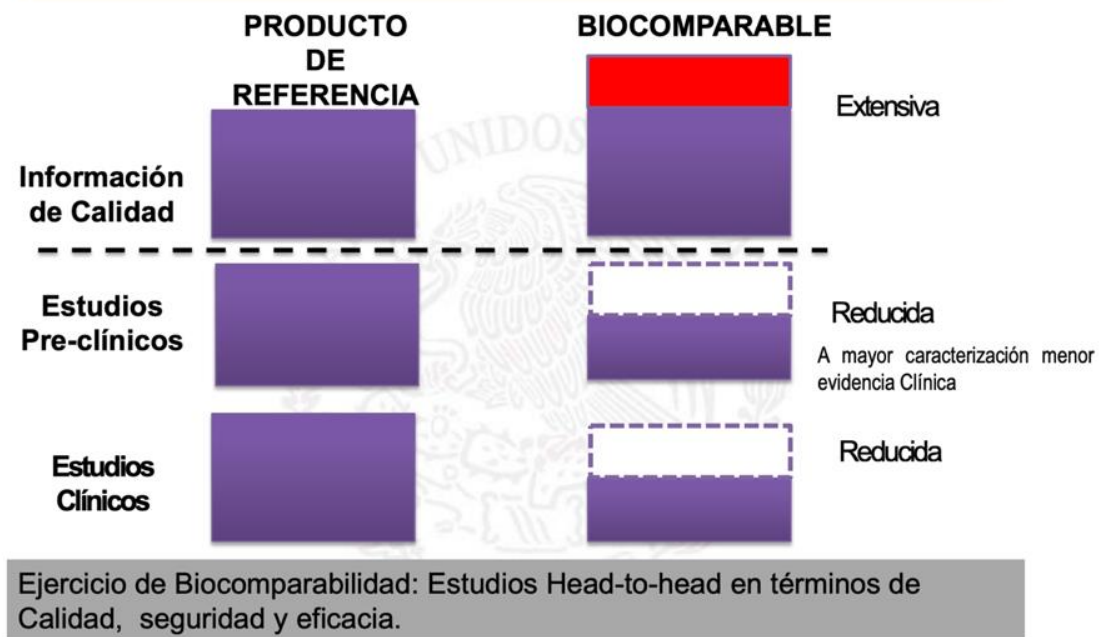 PRODUCTO
DE
REFERENCIA
BIOCOMPARABLE
Información
de Calidad
Extensiva
UNIDOS
Estudios
Pre-clínicos
Reducida
A mayor caracterización menor
evidencia Clínica
Estudios
Clínicos
Reducida
Ejercicio de Biocomparabilidad: Estudios Head-to-head en términos de
Calidad, seguridad y eficacia.